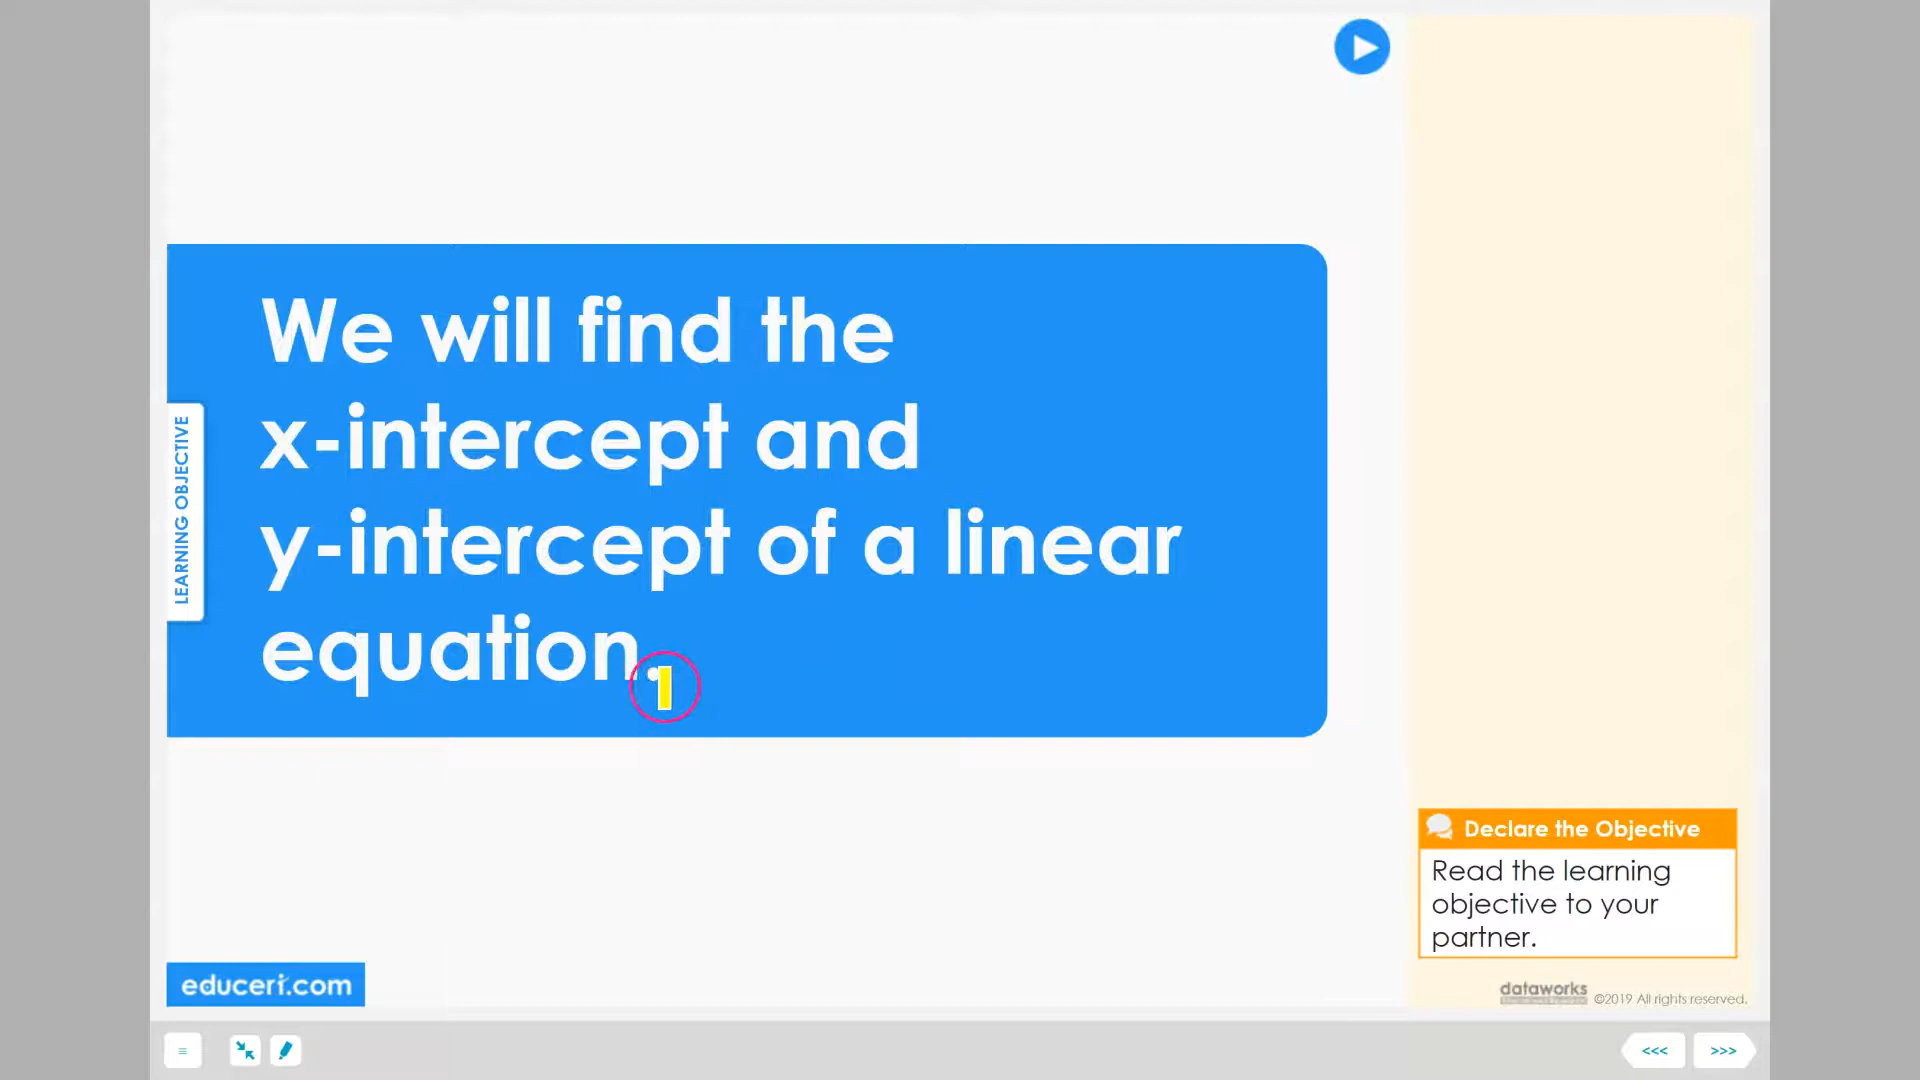 We will find the
x-intercept and
y-intercept of a linear
equation.
LEARNING OBJECTIVE
Declare the Objective
Read the learning
objective to your
partner.
educeri.com
dataworks
©2019 All rights reserved.
<<<
>>>